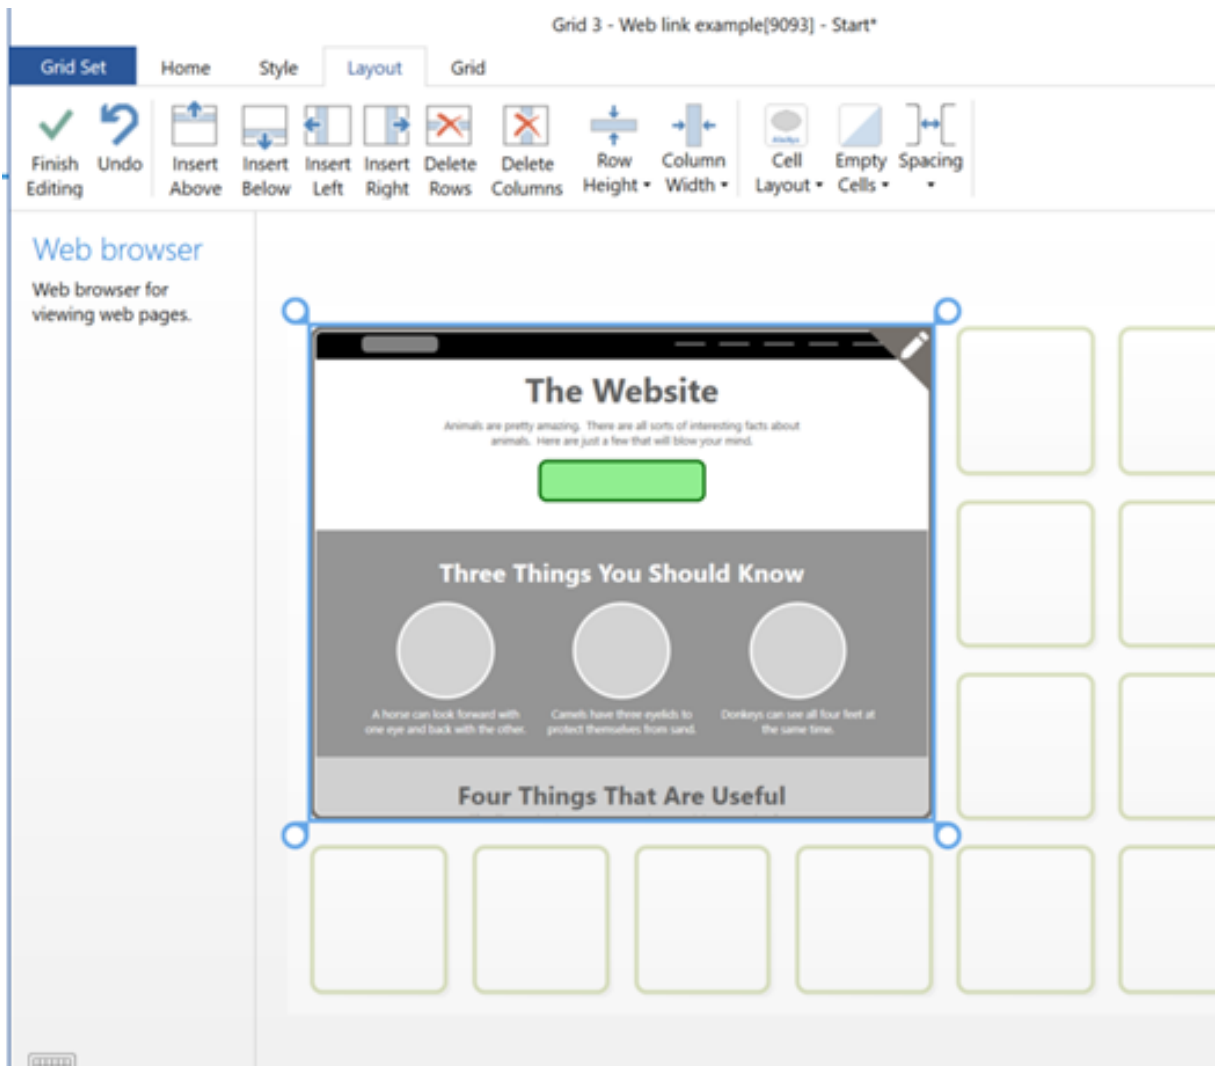 Grid 3 - Web link example[9093] - Start*
Grid Set Home Style Layout Grid
Finish Editing
Undo
Insert Above
Insert Below
Insert Left
Insert Right
Delete Rows
Delete Columns
Row Height
Column Width
Cell Layout
Empty Cells
Spacing
Web browser
Web browser for
viewing web pages.
The Website
Animals are pretty amazing. There are all sorts of interesting facts about
animals. Here are just a few that will blow your mind.
Three Things You Should Know
A horse can look forward with
one eye and back with the other.
Camels have three eyelids to
protect themselves from sand.
Donkeys can see all four feet at
the same time.
Four Things That Are Useful